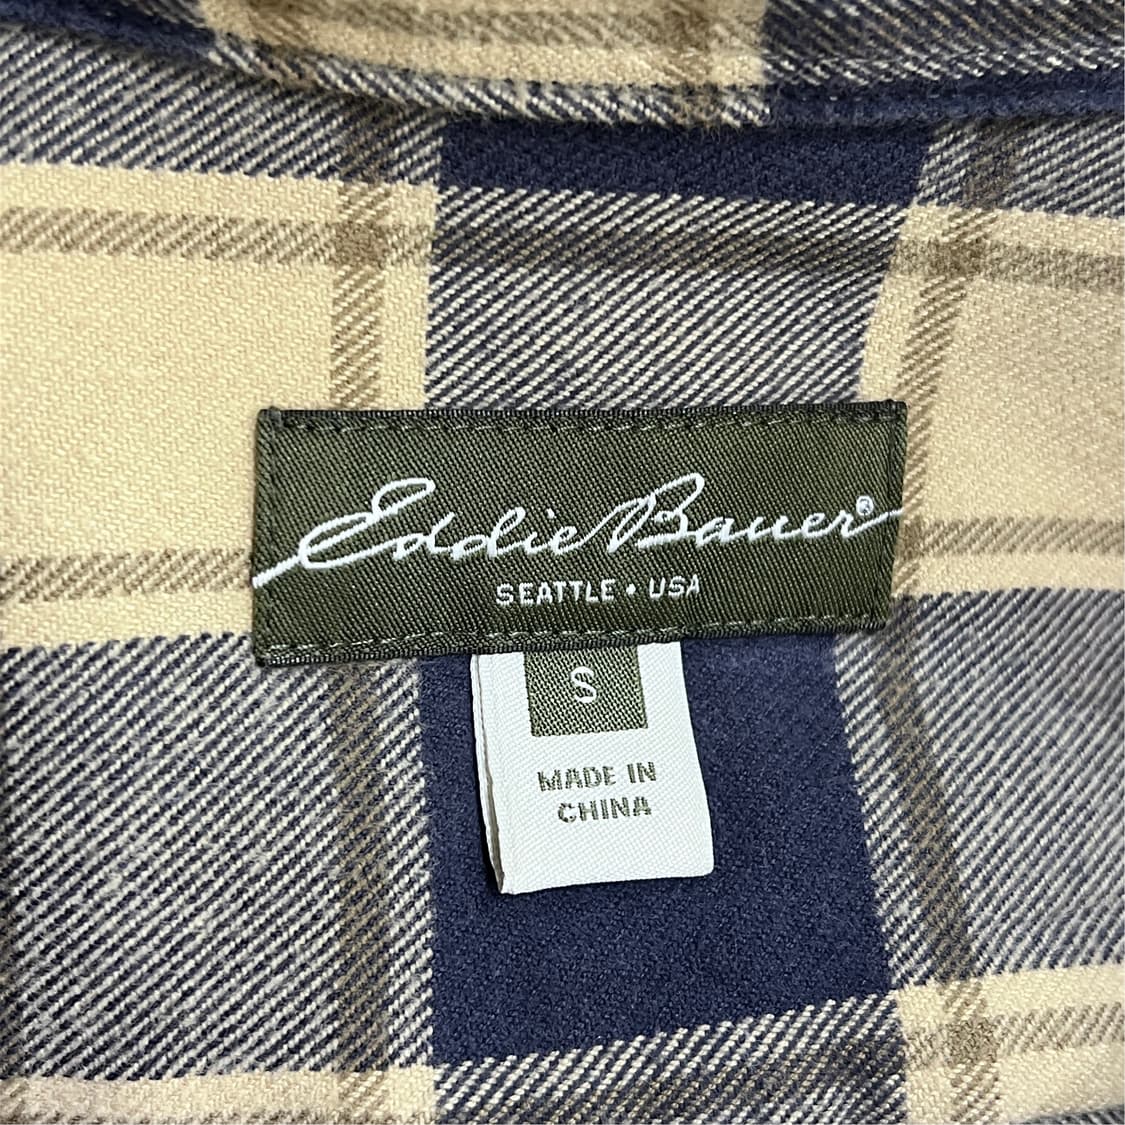 Eddie Bauer®
SEATTLE • USA
S
MADE IN
CHINA